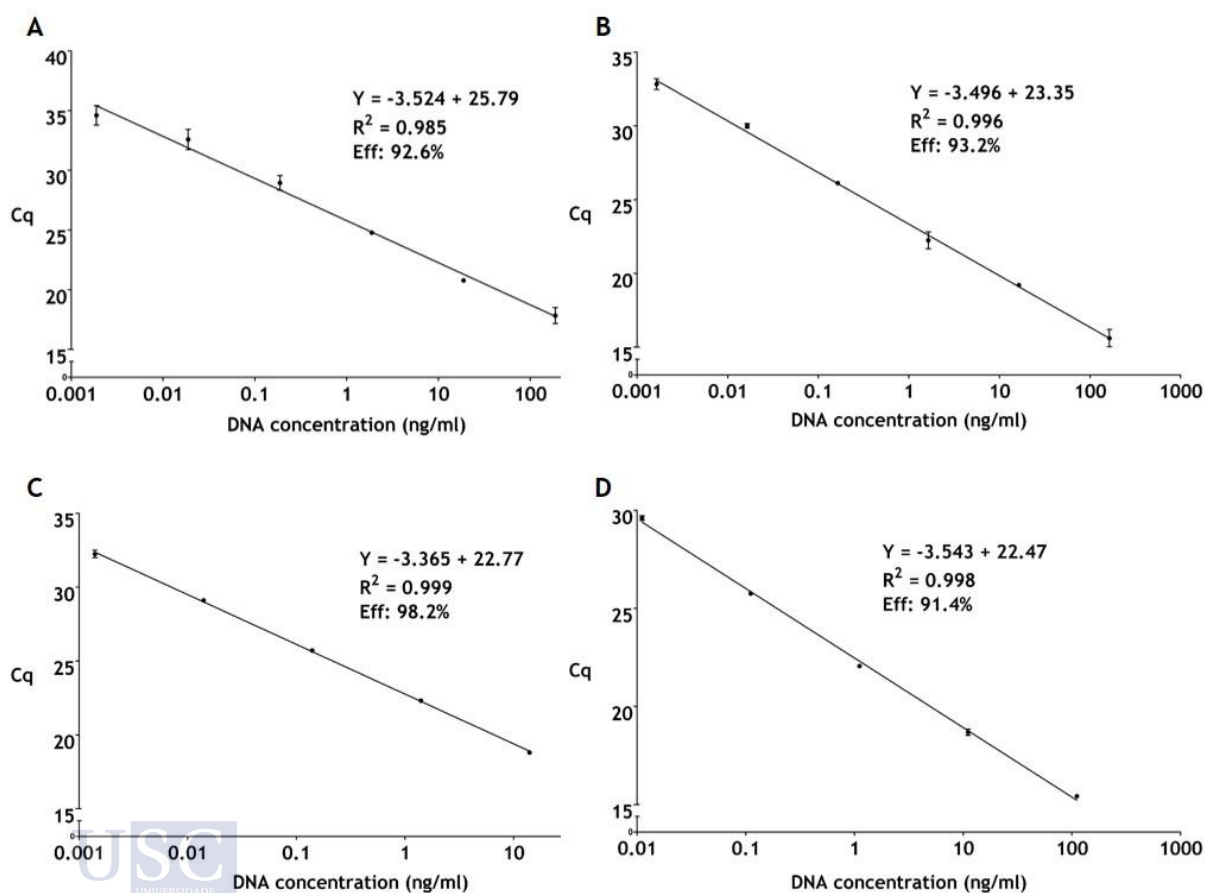 A
40
35
30
25
20
15
0
Cq
Y = -3.524 + 25.79
R² = 0.985
Eff: 92.6%
0.001 0.01 0.1 1 10 100
DNA concentration (ng/ml)
B
35
30
25
20
15
0
Cq
Y = -3.496 + 23.35
R² = 0.996
Eff: 93.2%
0.001 0.01 0.1 1 10 100 1000
DNA concentration (ng/ml)
C
35
30
25
20
15
0
Cq
Y = -3.365 + 22.77
R² = 0.999
Eff: 98.2%
0.001 0.01 0.1 1 10
DNA concentration (ng/ml)
D
30
25
20
15
0
Cq
Y = -3.543 + 22.47
R² = 0.998
Eff: 91.4%
0.01 0.1 1 10 100 1000
DNA concentration (ng/ml)
USC
UNIVERSIDADE